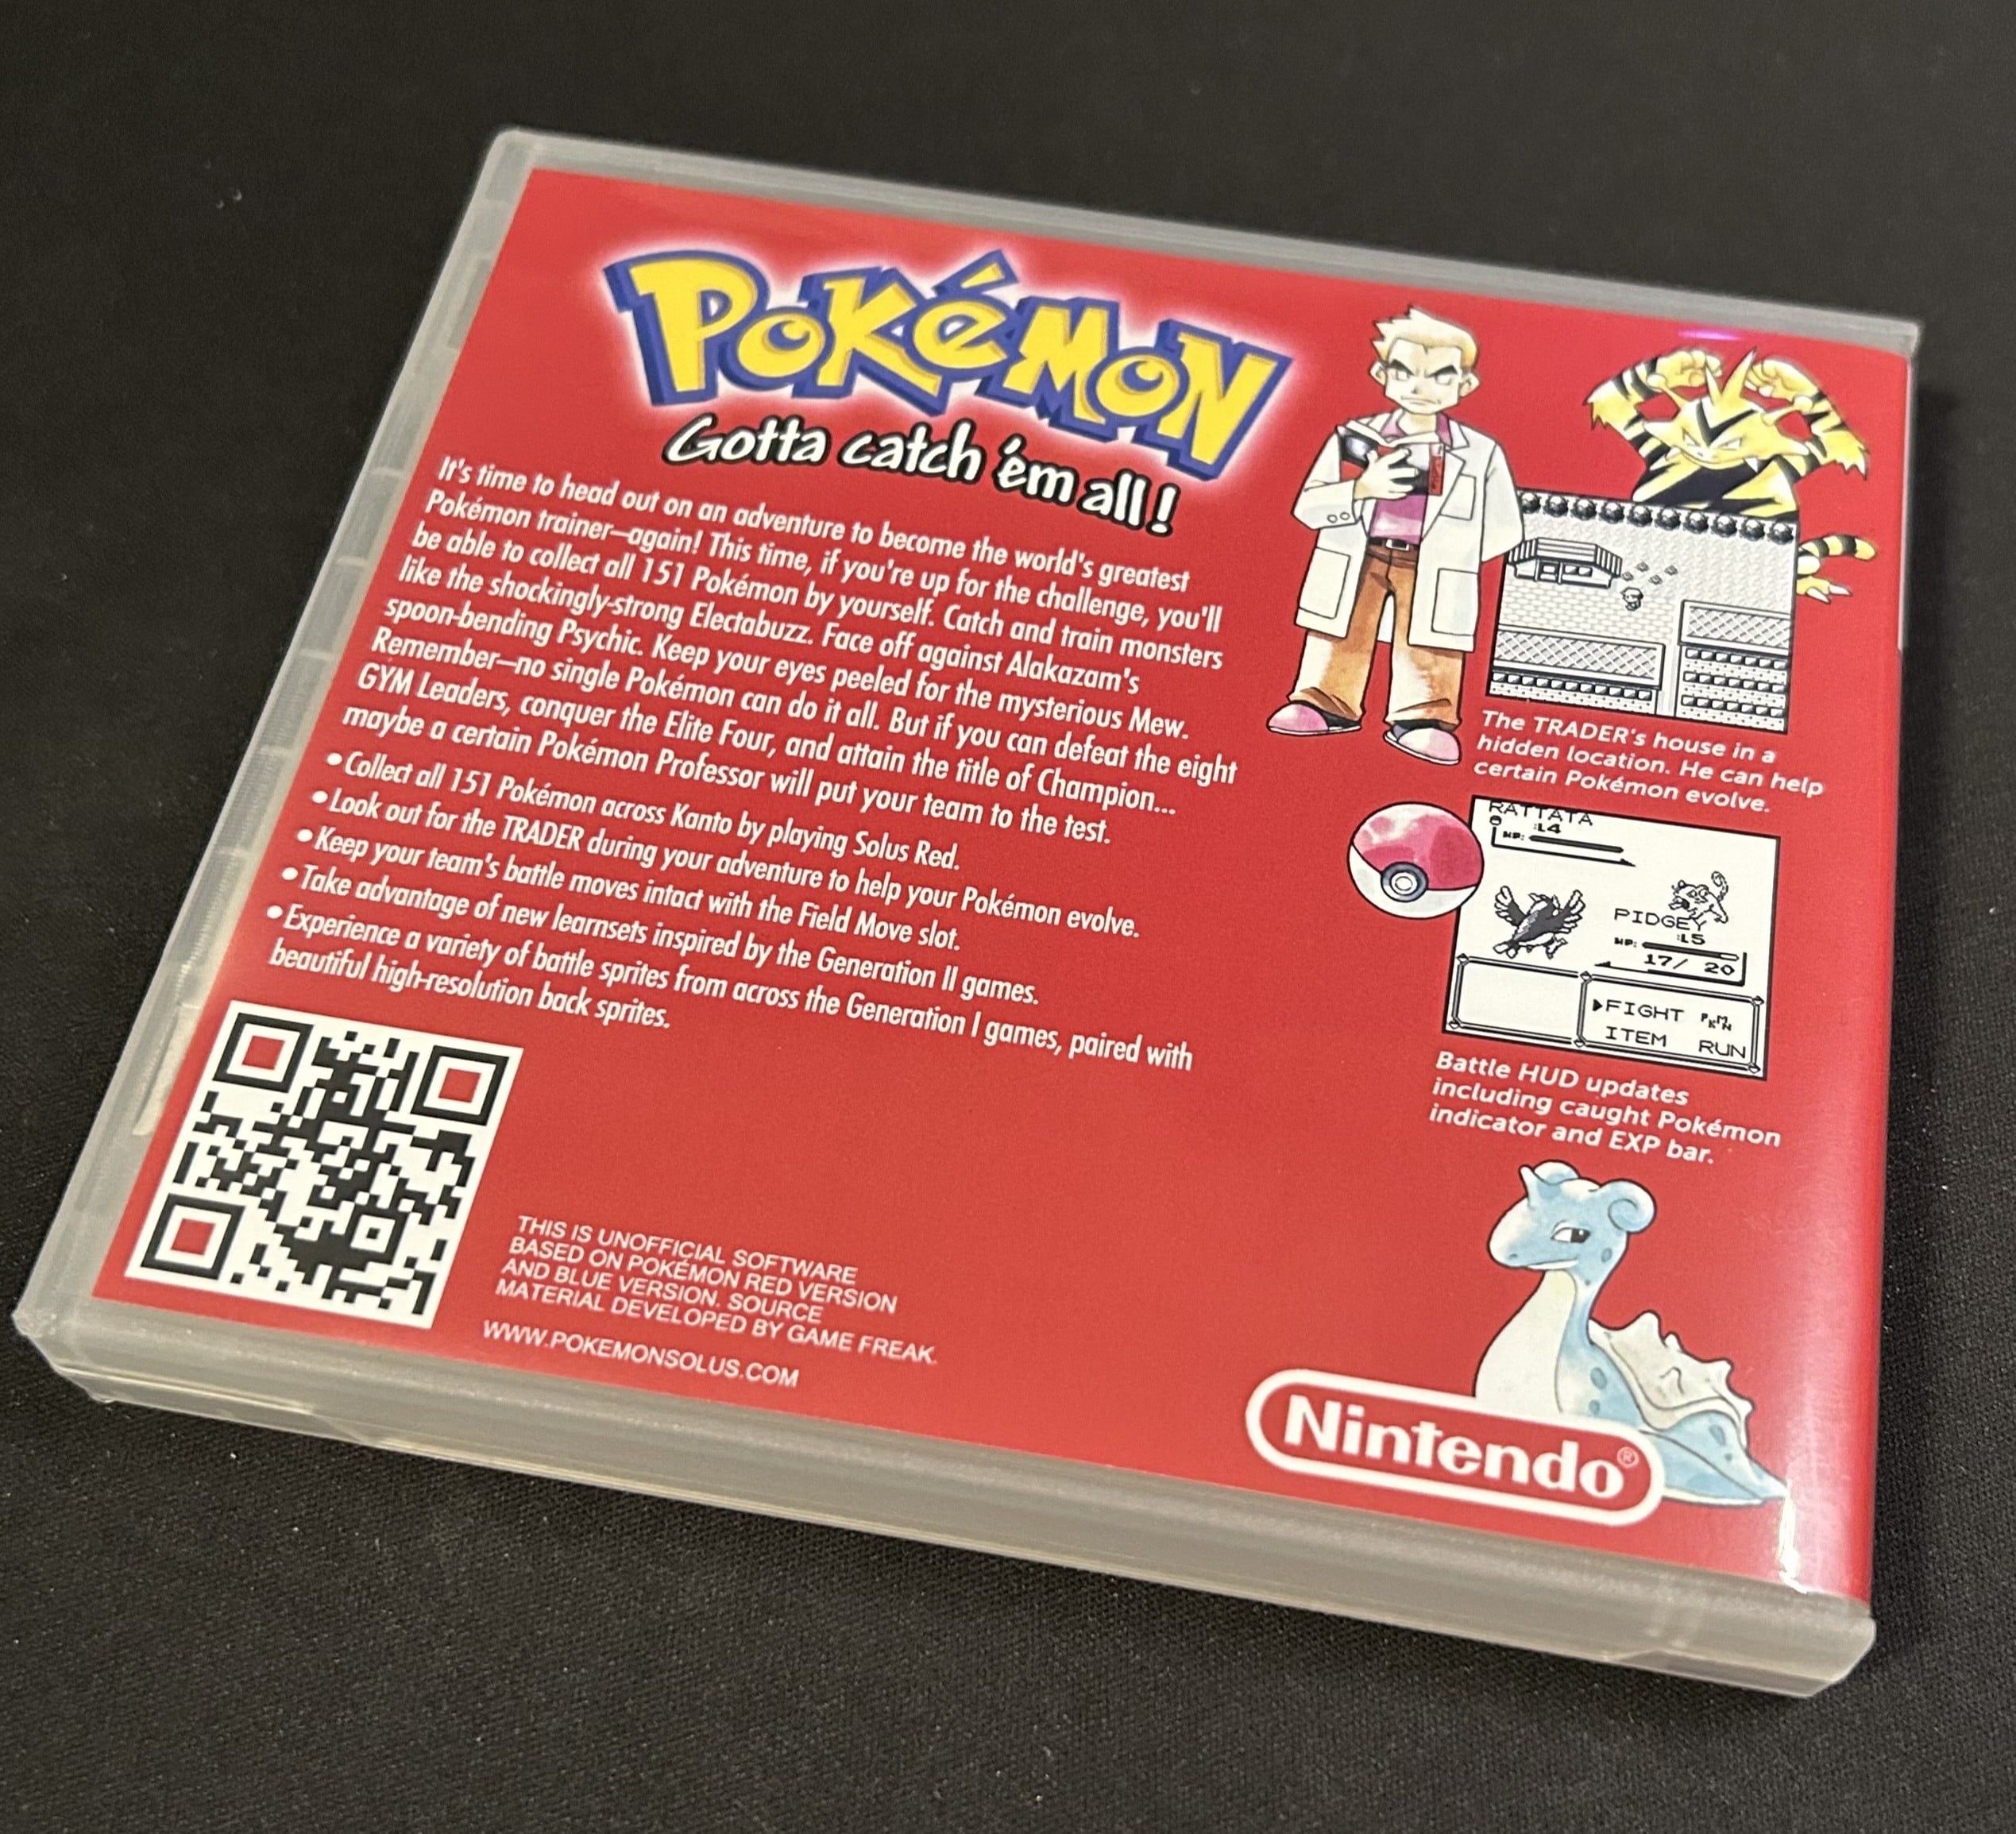 POKéMON
Gotta catch 'em all!
It's time to head out on an adventure to become the world's greatest
Pokémon trainer—again! This time, if you're up for the challenge, you'll
be able to collect all 151 Pokémon by yourself. Catch and train monsters
like the shockingly-strong Electabuzz. Face off against Alakazam's
spoon-bending Psychic. Keep your eyes peeled for the mysterious Mew.
Remember—no single Pokémon can do it all. But if you can defeat the eight
GYM Leaders, conquer the Elite Four, and attain the title of Champion...
maybe a certain Pokémon Professor will put your team to the test.
•Collect all 151 Pokémon across Kanto by playing Solus Red.
•Look out for the TRADER during your adventure to help your Pokémon evolve.
•Keep your team's battle moves intact with the Field Move slot.
•Take advantage of new learnsets inspired by the Generation II games.
•Experience a variety of battle sprites from across the Generation I games, paired with
beautiful high-resolution back sprites.
THIS IS UNOFFICIAL SOFTWARE
BASED ON POKÉMON RED VERSION
AND BLUE VERSION. SOURCE
MATERIAL DEVELOPED BY GAME FREAK.
WWW.POKEMONSOLUS.COM
The TRADER's house in a
hidden location. He can help
certain Pokémon evolve.
RATTATA
:L4
HP:
PIDGEY
:L5
HP:
17/ 20
▶FIGHT PKMN
ITEM RUN
Battle HUD updates
including caught Pokémon
indicator and EXP bar.
Nintendo®